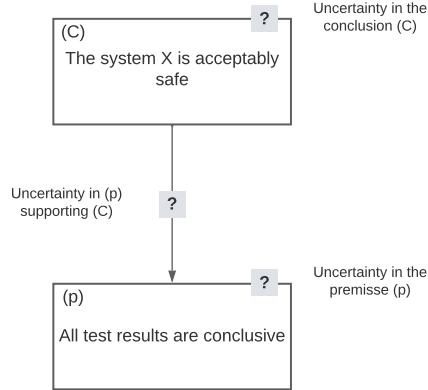 ?
Uncertainty in the
conclusion (C)
(C)
The system X is acceptably
safe
Uncertainty in (p)
supporting (C)
?
?
Uncertainty in the
premisse (p)
(p)
All test results are conclusive